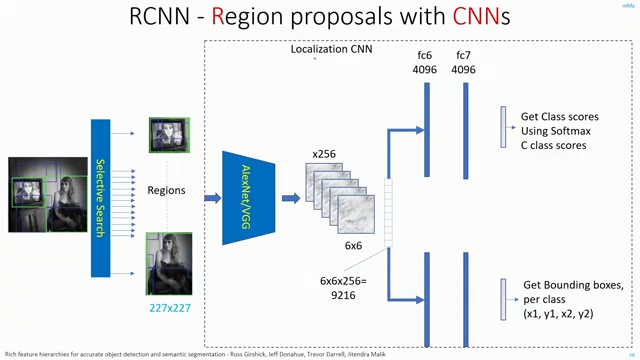 oddly
RCNN - Region proposals with CNNs
Localization CNN
fc6
4096
fc7
4096
Selective Search
Regions
227x227
AlexNet/VGG
x256
6x6
6x6x256=
9216
Get Class scores
Using Softmax
C class scores
Get Bounding boxes,
per class
(x1, y1, x2, y2)
Rich feature hierarchies for accurate object detection and semantic segmentation - Ross Girshick, Jeff Donahue, Trevor Darrell, Jitendra Malik